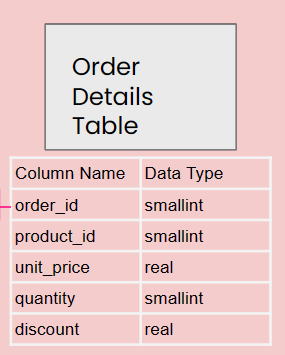 Order
Details
Table
Column Name Data Type
order_id smallint
product_id smallint
unit_price real
quantity smallint
discount real